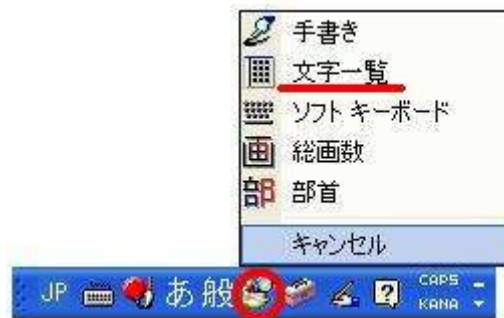 手書き
文字一覧
ソフト キーボード
総画数
部首
キャンセル
JP あ 般 CAPS
KANA